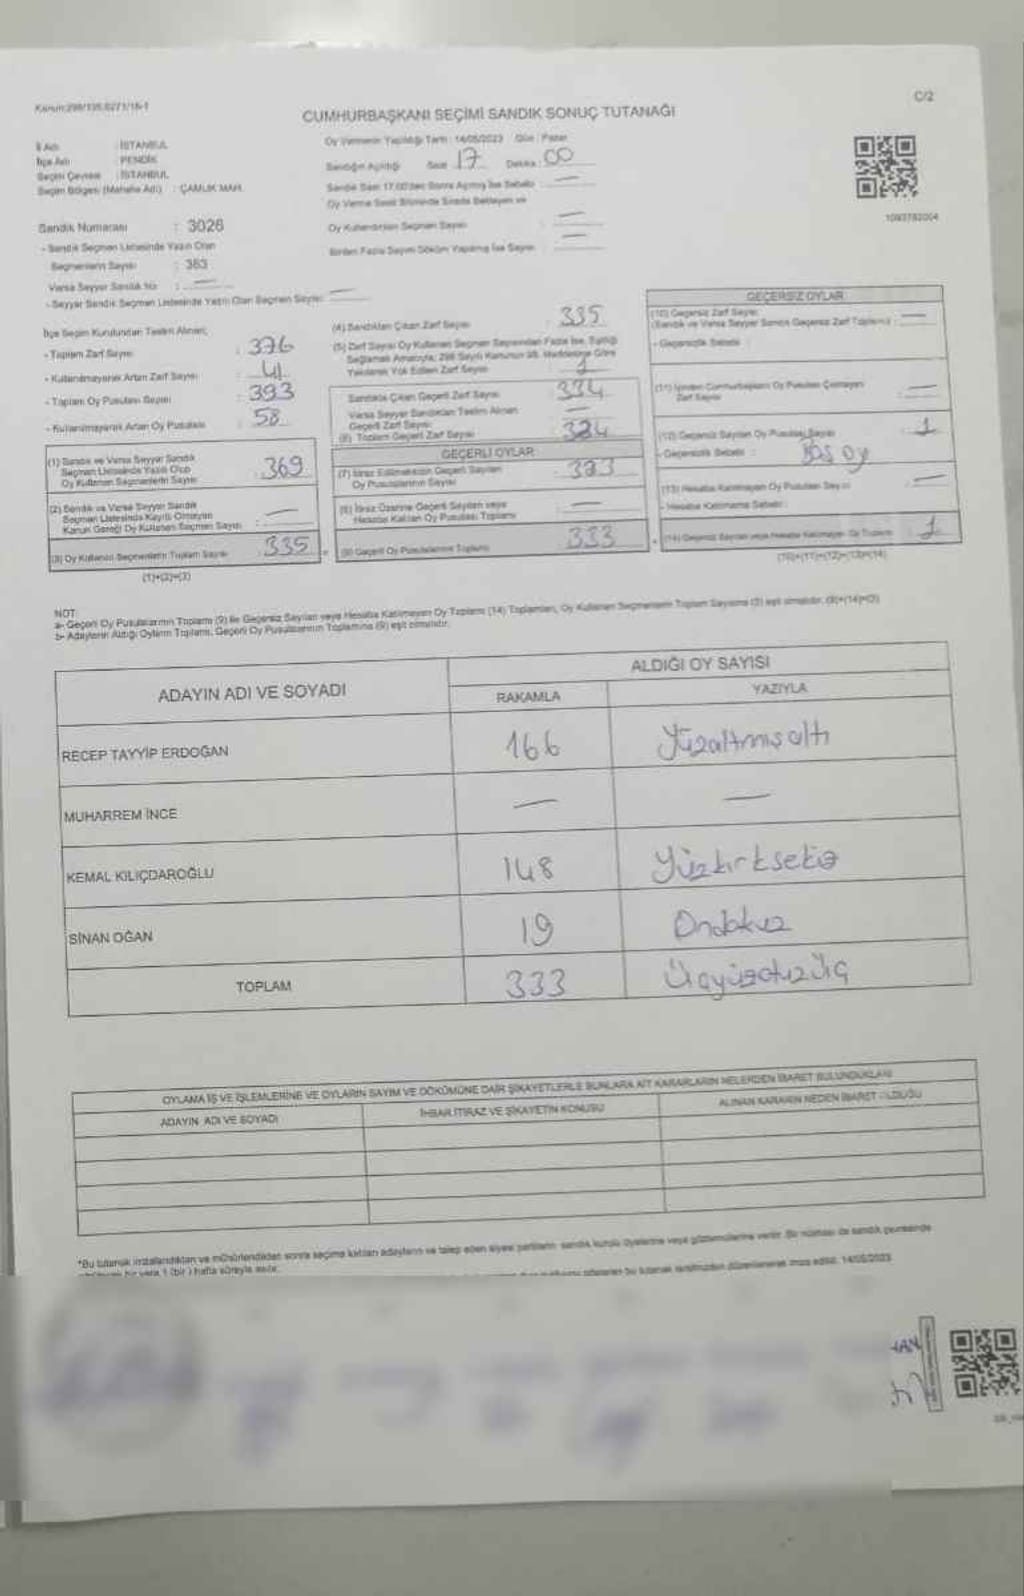 Kanun:298/105,6271/18-1
C/2
CUMHURBAŞKANI SEÇİMİ SANDIK SONUÇ TUTANAĞI
İl Adı : İSTANBUL
İlçe Adı : PENDİK
Seçim Çevresi : İSTANBUL
Seçim Bölgesi (Mahalle Adı) : ÇAMLIK MAH.
Oy Vermenin Yapıldığı Tarih : 14/05/2023 Gün : Pazar
Sandığın Açıldığı Saat 17 Dakika : 00
Sandık Saat 17.00'den Sonra Açılmış İse Sebebi : —
Oy Verme Saati Bitiminde Sırada Bekleyen ve
Oy Kullandırılan Seçmen Sayısı : —
Birden Fazla Sayım Döküm Yapılmış İse Sayısı : —
1093782004
Sandık Numarası : 3026
- Sandık Seçmen Listesinde Yazılı Olan
Seçmenlerin Sayısı : 383
Varsa Seyyar Sandık No : —
- Seyyar Sandık Seçmen Listesinde Yazılı Olan Seçmen Sayısı: —
İlçe Seçim Kurulundan Teslim Alınan;
- Toplam Zarf Sayısı : 376
- Kullanılmayarak Artan Zarf Sayısı : 41
- Toplam Oy Pusulası Sayısı : 393
- Kullanılmayarak Artan Oy Pusulası : 58
(1) Sandık ve Varsa Seyyar Sandık
Seçmen Listesinde Yazılı Olup
Oy Kullanan Seçmenlerin Sayısı : 369
(2) Sandık ve Varsa Seyyar Sandık
Seçmen Listesinde Kayıtlı Olmayan
Kanun Gereği Oy Kullanan Seçmen Sayısı : —
(3) Oy Kullanan Seçmenlerin Toplam Sayısı : 335
(1)+(2)=(3)
(4) Sandıktan Çıkan Zarf Sayısı : 335
(5) Zarf Sayısı Oy Kullanan Seçmen Sayısından Fazla İse, Eşitliği
Sağlamak Amacıyla, 298 Sayılı Kanunun 98. Maddesine Göre
Yakılarak Yok Edilen Zarf Sayısı : 1
Sandıkta Çıkan Geçerli Zarf Sayısı : 334
Varsa Seyyar Sandıktan Teslim Alınan
Geçerli Zarf Sayısı : —
(6) Toplam Geçerli Zarf Sayısı : 334
GEÇERLİ OYLAR
(7) İtiraz Edilmeksizin Geçerli Sayılan
Oy Pusulalarının Sayısı : 333
(8) İtiraz Üzerine Geçerli Sayılan veya
Hesaba Katılan Oy Pusulası Toplamı : —
(9) Geçerli Oy Pusulalarının Toplamı : 333
GEÇERSİZ OYLAR
(10) Geçersiz Zarf Sayısı
(Sandık ve Varsa Seyyar Sandık Geçersiz Zarf Toplamı) : —
- Geçersizlik Sebebi :
(11) İçinden Cumhurbaşkanı Oy Pusulası Çıkmayan
Zarf Sayısı : —
(12) Geçersiz Sayılan Oy Pusulası Sayısı : 1
- Geçersizlik Sebebi : Boş oy
(13) Hesaba Katılmayan Oy Pusulası Sayısı : —
- Hesaba Katılmama Sebebi :
(14) Geçersiz Sayılan veya Hesaba Katılmayan Oy Toplamı : 1
(10)+(11)+(12)+(13)=(14)
NOT:
a- Geçerli Oy Pusulalarının Toplamı (9) ile Geçersiz Sayılan veya Hesaba Katılmayan Oy Toplamı (14) Toplamları, Oy Kullanan Seçmenlerin Toplam Sayısına (3) eşit olmalıdır. (9)+(14)=(3)
b- Adayların Aldığı Oyların Toplamı, Geçerli Oy Pusulalarının Toplamına (9) eşit olmalıdır.
ADAYIN ADI VE SOYADI
ALDIĞI OY SAYISI
RAKAMLA YAZIYLA
RECEP TAYYİP ERDOĞAN 166 Yüzaltmışaltı
MUHARREM İNCE — —
KEMAL KILIÇDAROĞLU 148 Yüzkırksekiz
SİNAN OĞAN 19 Ondokuz
TOPLAM 333 Üçyüzotuzüç
OYLAMA İŞ VE İŞLEMLERİNE VE OYLARIN SAYIM VE DÖKÜMÜNE DAİR ŞİKAYETLERLE BUNLARA AİT KARARLARIN NELERDEN İBARET BULUNDUKLARI
ADAYIN ADI VE SOYADI
İHBAR İTİRAZ VE ŞİKAYETİN KONUSU
ALINAN KARARIN NEDEN İBARET OLDUĞU
*Bu tutanak imzalandıktan ve mühürlendikten sonra seçime katılan adayların ve talep eden siyasi partilerin sandık kurulu üyelerine veya gözlemcilerine verilir. Bir nüshası da sandık çevresinde
bir yere 1 (bir) hafta süreyle asılır.
bu tutanak tarafımızdan düzenlenerek imza edildi. 14/05/2023